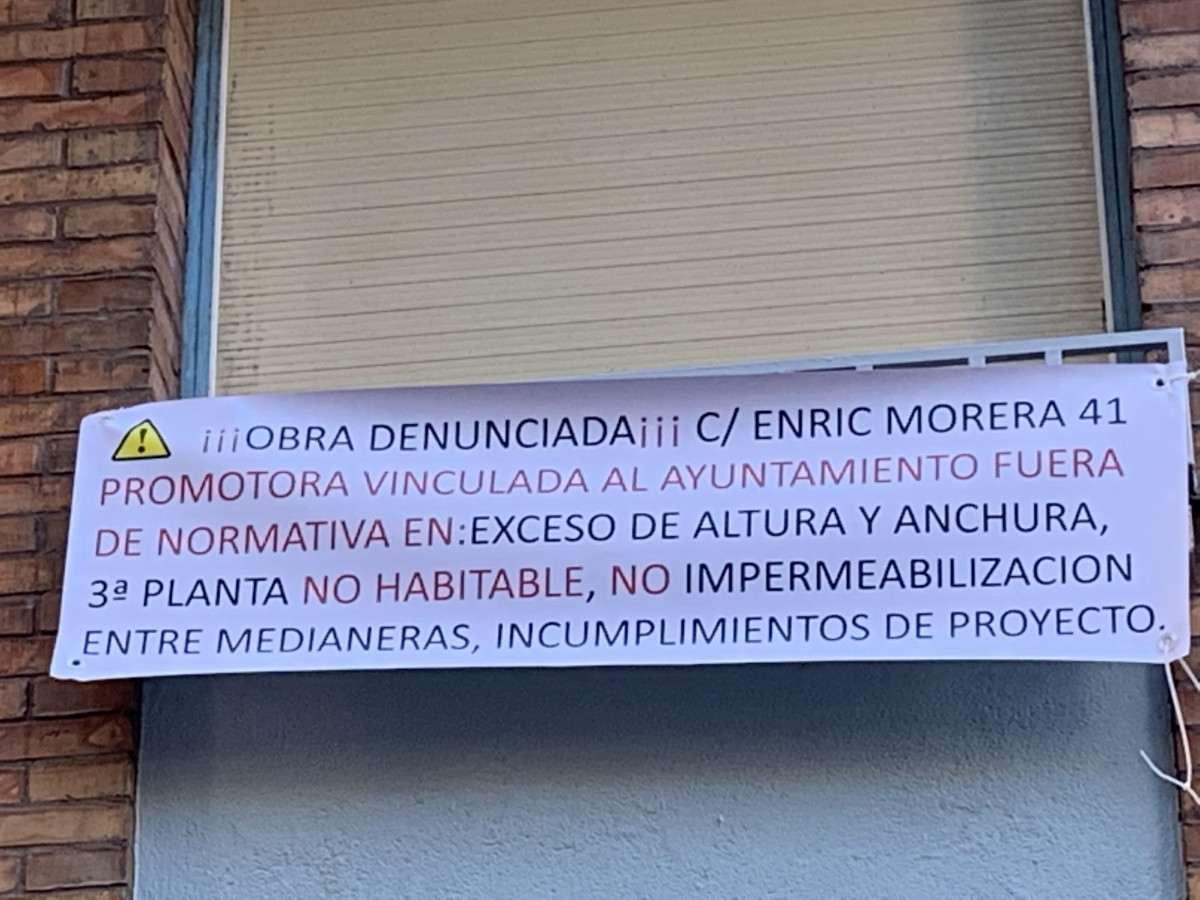 ¡¡¡OBRA DENUNCIADA¡¡¡ C/ ENRIC MORERA 41
PROMOTORA VINCULADA AL AYUNTAMIENTO FUERA
DE NORMATIVA EN:EXCESO DE ALTURA Y ANCHURA,
3ª PLANTA NO HABITABLE, NO IMPERMEABILIZACION
ENTRE MEDIANERAS, INCUMPLIMIENTOS DE PROYECTO.